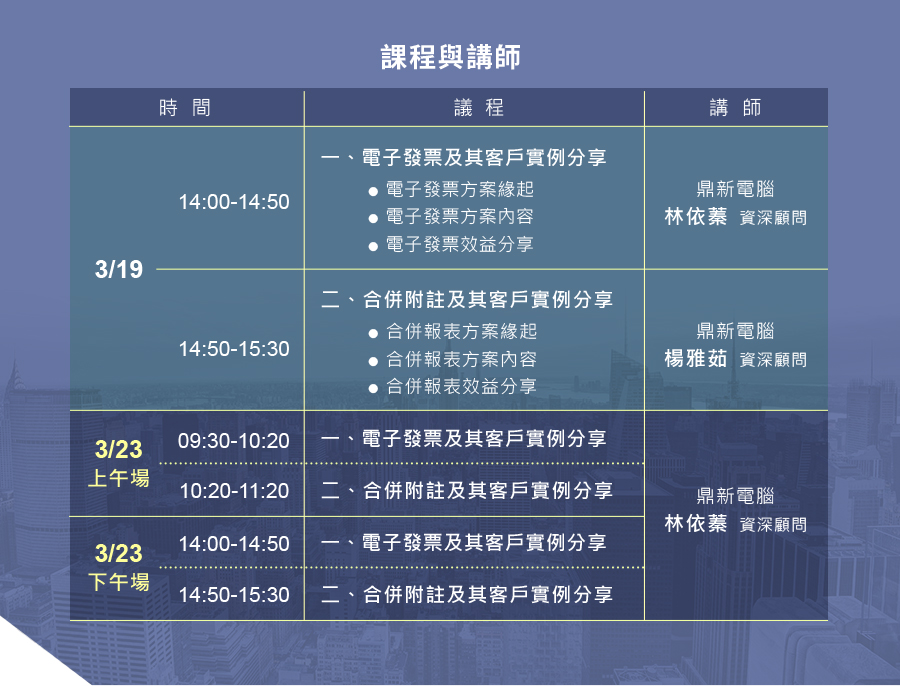 課程與講師
時 間
議 程
講 師
3/19
14:00-14:50
一、電子發票及其客戶實例分享
● 電子發票方案緣起
● 電子發票方案內容
● 電子發票效益分享
鼎新電腦
林依蓁 資深顧問
14:50-15:30
二、合併附註及其客戶實例分享
● 合併報表方案緣起
● 合併報表方案內容
● 合併報表效益分享
鼎新電腦
楊雅茹 資深顧問
3/23
上午場
09:30-10:20
一、電子發票及其客戶實例分享
10:20-11:20
二、合併附註及其客戶實例分享
鼎新電腦
林依蓁 資深顧問
3/23
下午場
14:00-14:50
一、電子發票及其客戶實例分享
14:50-15:30
二、合併附註及其客戶實例分享